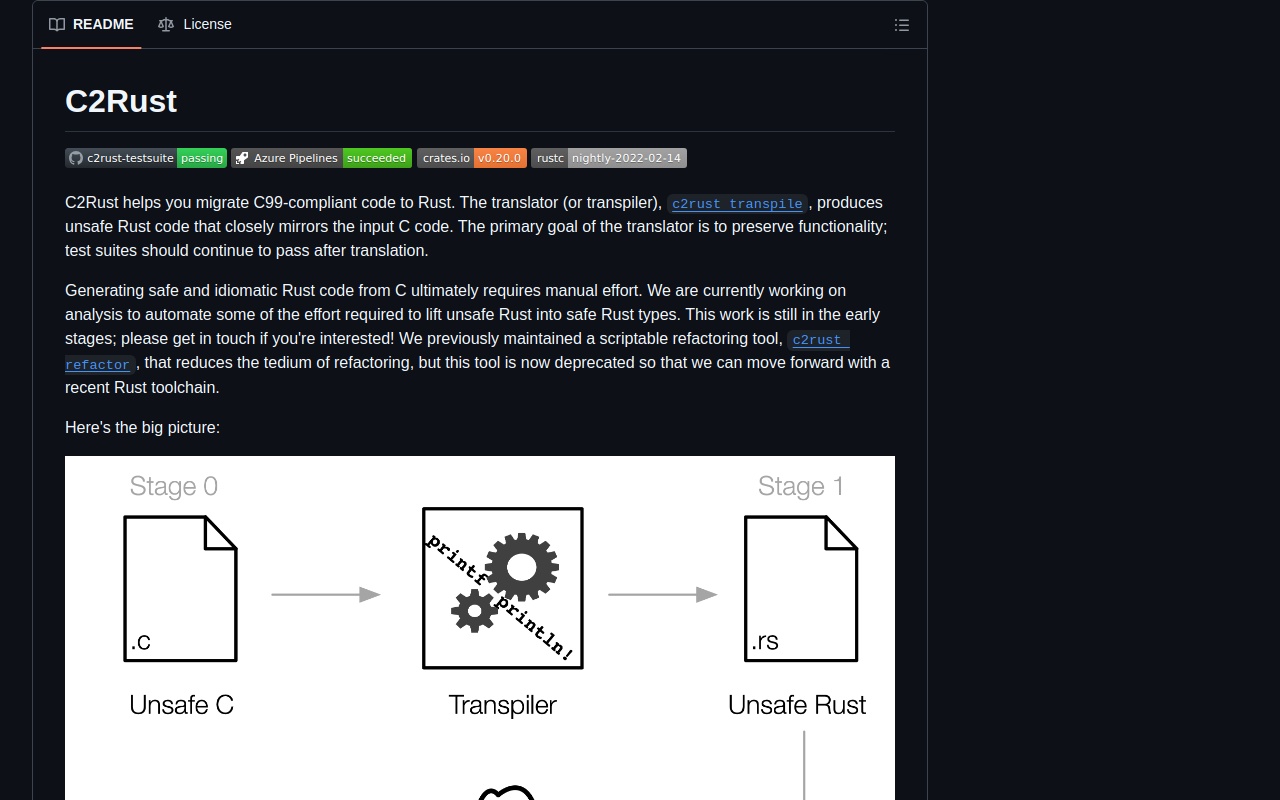 README
License
C2Rust
c2rust-testsuite passing
Azure Pipelines succeeded
crates.io v0.20.0
rustc nightly-2022-02-14
C2Rust helps you migrate C99-compliant code to Rust. The translator (or transpiler), c2rust transpile, produces
unsafe Rust code that closely mirrors the input C code. The primary goal of the translator is to preserve functionality;
test suites should continue to pass after translation.
Generating safe and idiomatic Rust code from C ultimately requires manual effort. We are currently working on
analysis to automate some of the effort required to lift unsafe Rust into safe Rust types. This work is still in the early
stages; please get in touch if you're interested! We previously maintained a scriptable refactoring tool, c2rust
refactor, that reduces the tedium of refactoring, but this tool is now deprecated so that we can move forward with a
recent Rust toolchain.
Here's the big picture:
Stage 0
Stage 1
printf
println!
.c
.rs
Unsafe C
Transpiler
Unsafe Rust